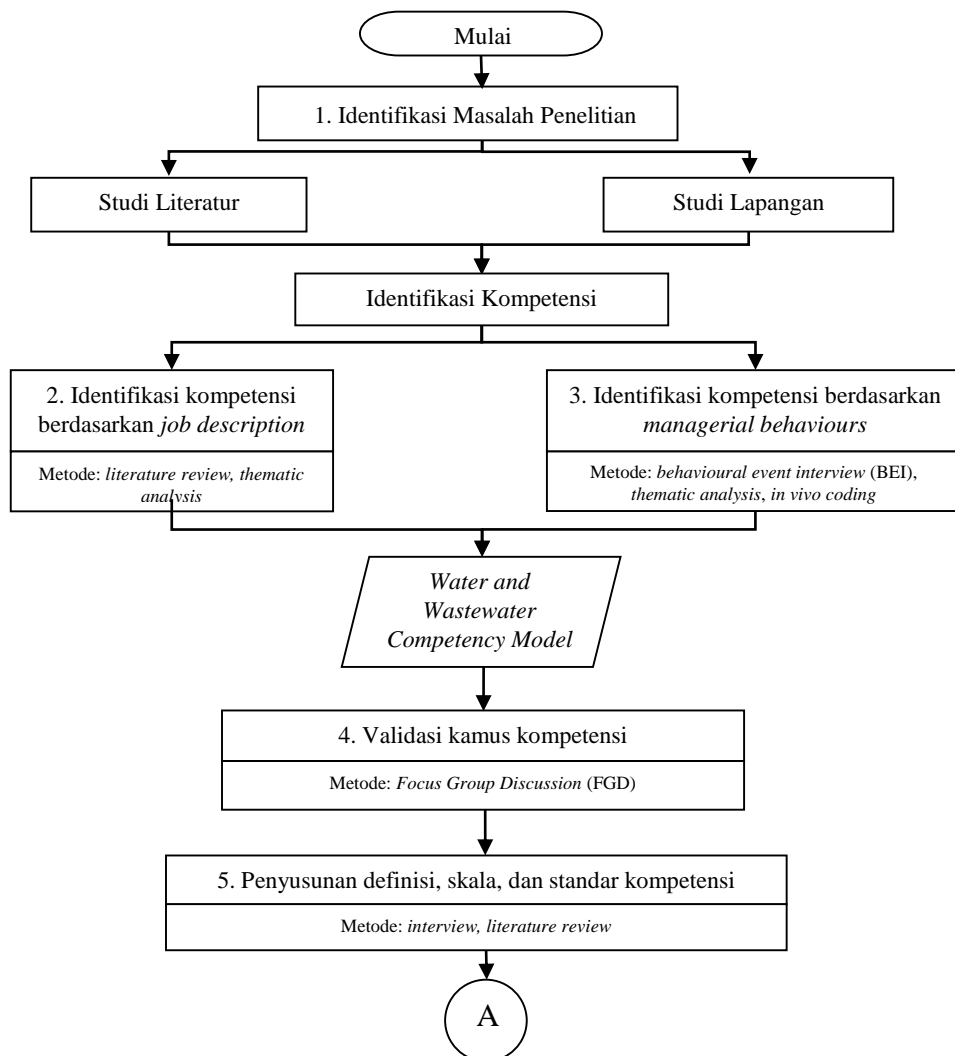 Mulai
1. Identifikasi Masalah Penelitian
Studi Literatur
Studi Lapangan
Identifikasi Kompetensi
2. Identifikasi kompetensi
berdasarkan job description
Metode: literature review, thematic
analysis
3. Identifikasi kompetensi berdasarkan
managerial behaviours
Metode: behavioural event interview (BEI),
thematic analysis, in vivo coding
Water and
Wastewater
Competency Model
4. Validasi kamus kompetensi
Metode: Focus Group Discussion (FGD)
5. Penyusunan definisi, skala, dan standar kompetensi
Metode: interview, literature review
A